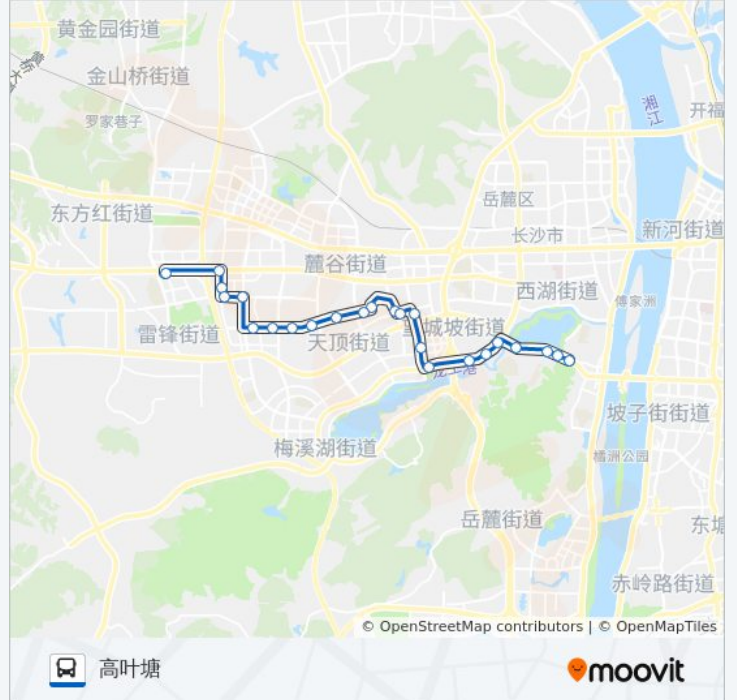 黄金园街道
金山桥街道
罗家巷子
湘江
开福
岳麓区
东方红街道
长沙市
新河街道
麓谷街道
西湖街道
傅家洲
雷锋街道
城坡街道
天顶街道
坡子街街道
梅溪湖街道
橘洲公园
岳麓街道
东塘
赤岭路街道
© OpenStreetMap contributors | © OpenMapTiles
高叶塘
moovit